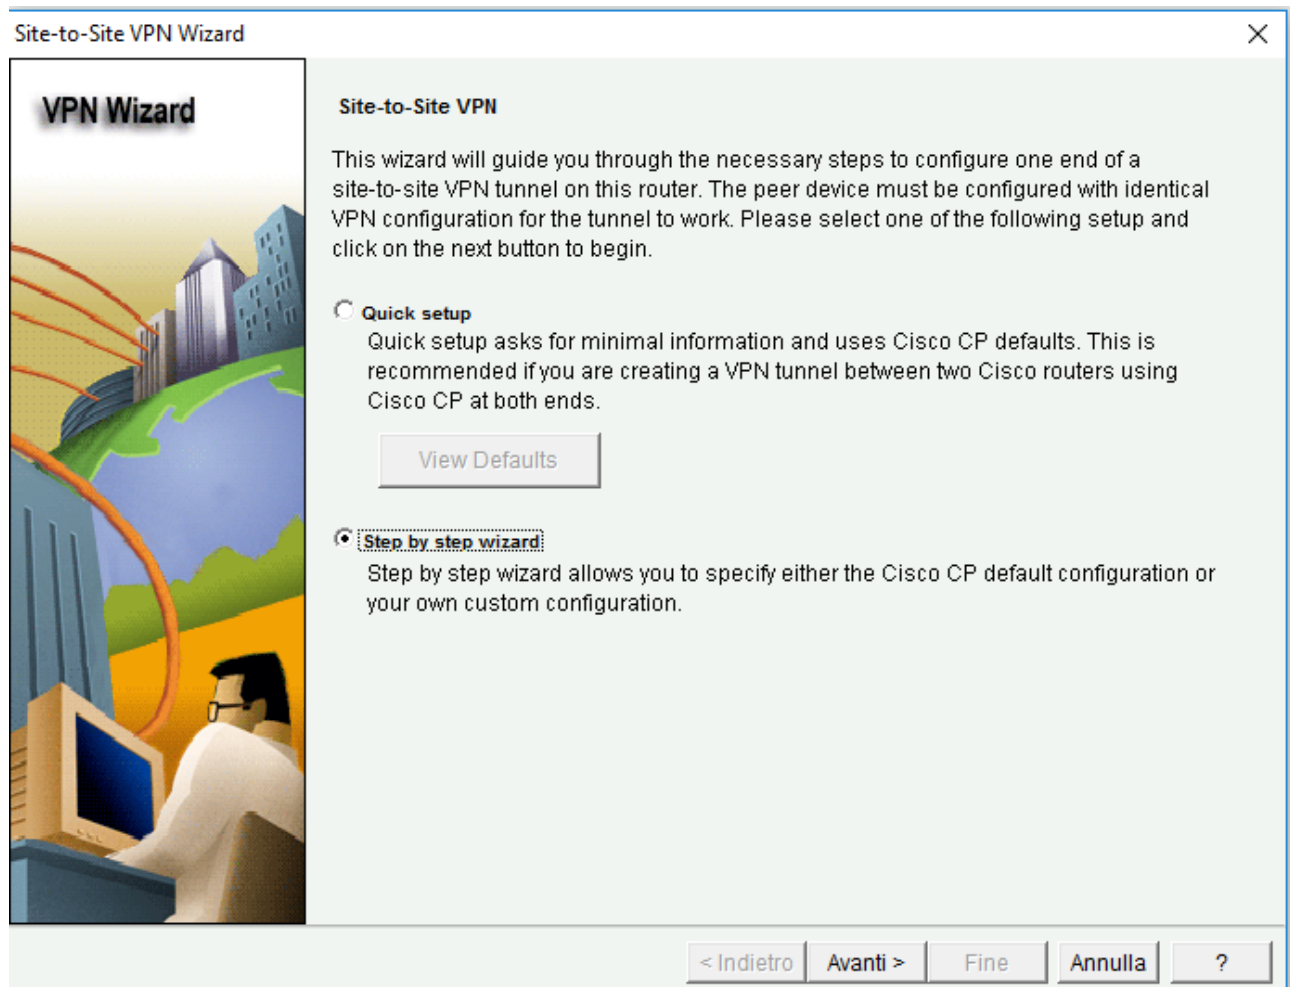 Site-to-Site VPN Wizard
VPN Wizard
Site-to-Site VPN
This wizard will guide you through the necessary steps to configure one end of a
site-to-site VPN tunnel on this router. The peer device must be configured with identical
VPN configuration for the tunnel to work. Please select one of the following setup and
click on the next button to begin.
Quick setup
Quick setup asks for minimal information and uses Cisco CP defaults. This is
recommended if you are creating a VPN tunnel between two Cisco routers using
Cisco CP at both ends.
View Defaults
Step by step wizard
Step by step wizard allows you to specify either the Cisco CP default configuration or
your own custom configuration.
< Indietro Avanti > Fine Annulla ?